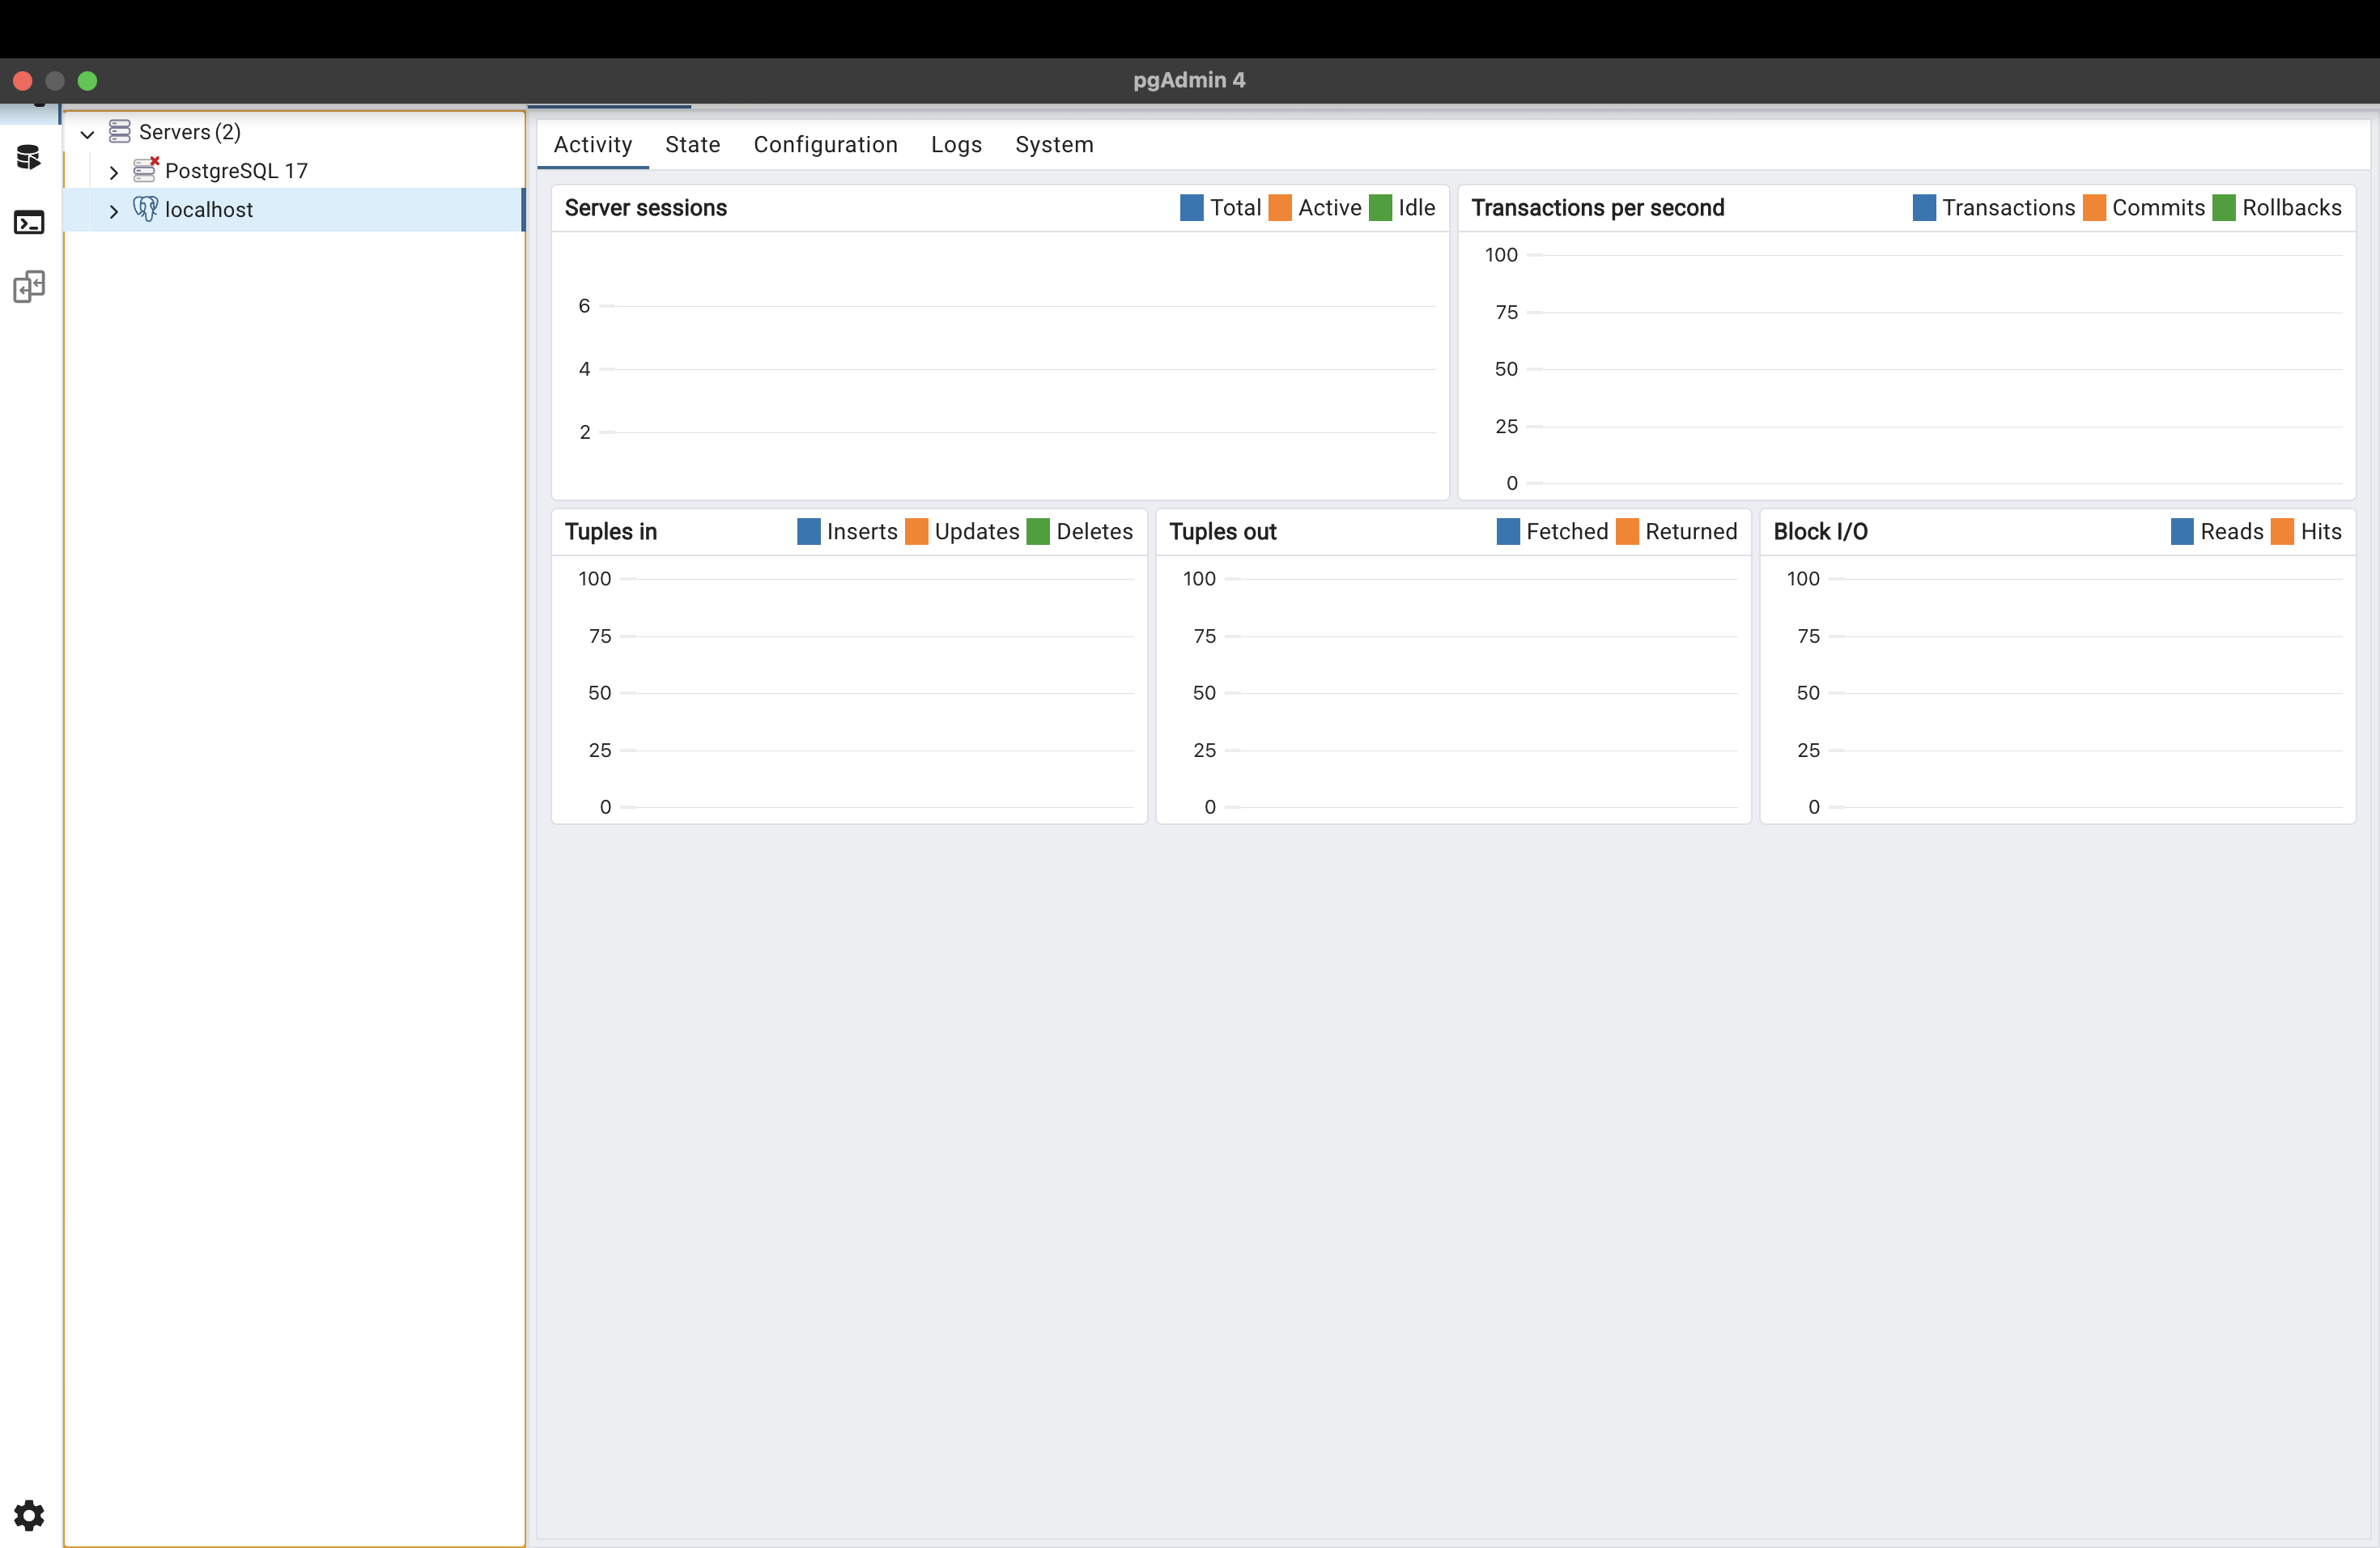 pgAdmin 4
Servers (2)
PostgreSQL 17
localhost
Activity State Configuration Logs System
Server sessions Total Active Idle
6
4
2
Transactions per second Transactions Commits Rollbacks
100
75
50
25
0
Tuples in Inserts Updates Deletes
100
75
50
25
0
Tuples out Fetched Returned
100
75
50
25
0
Block I/O Reads Hits
100
75
50
25
0